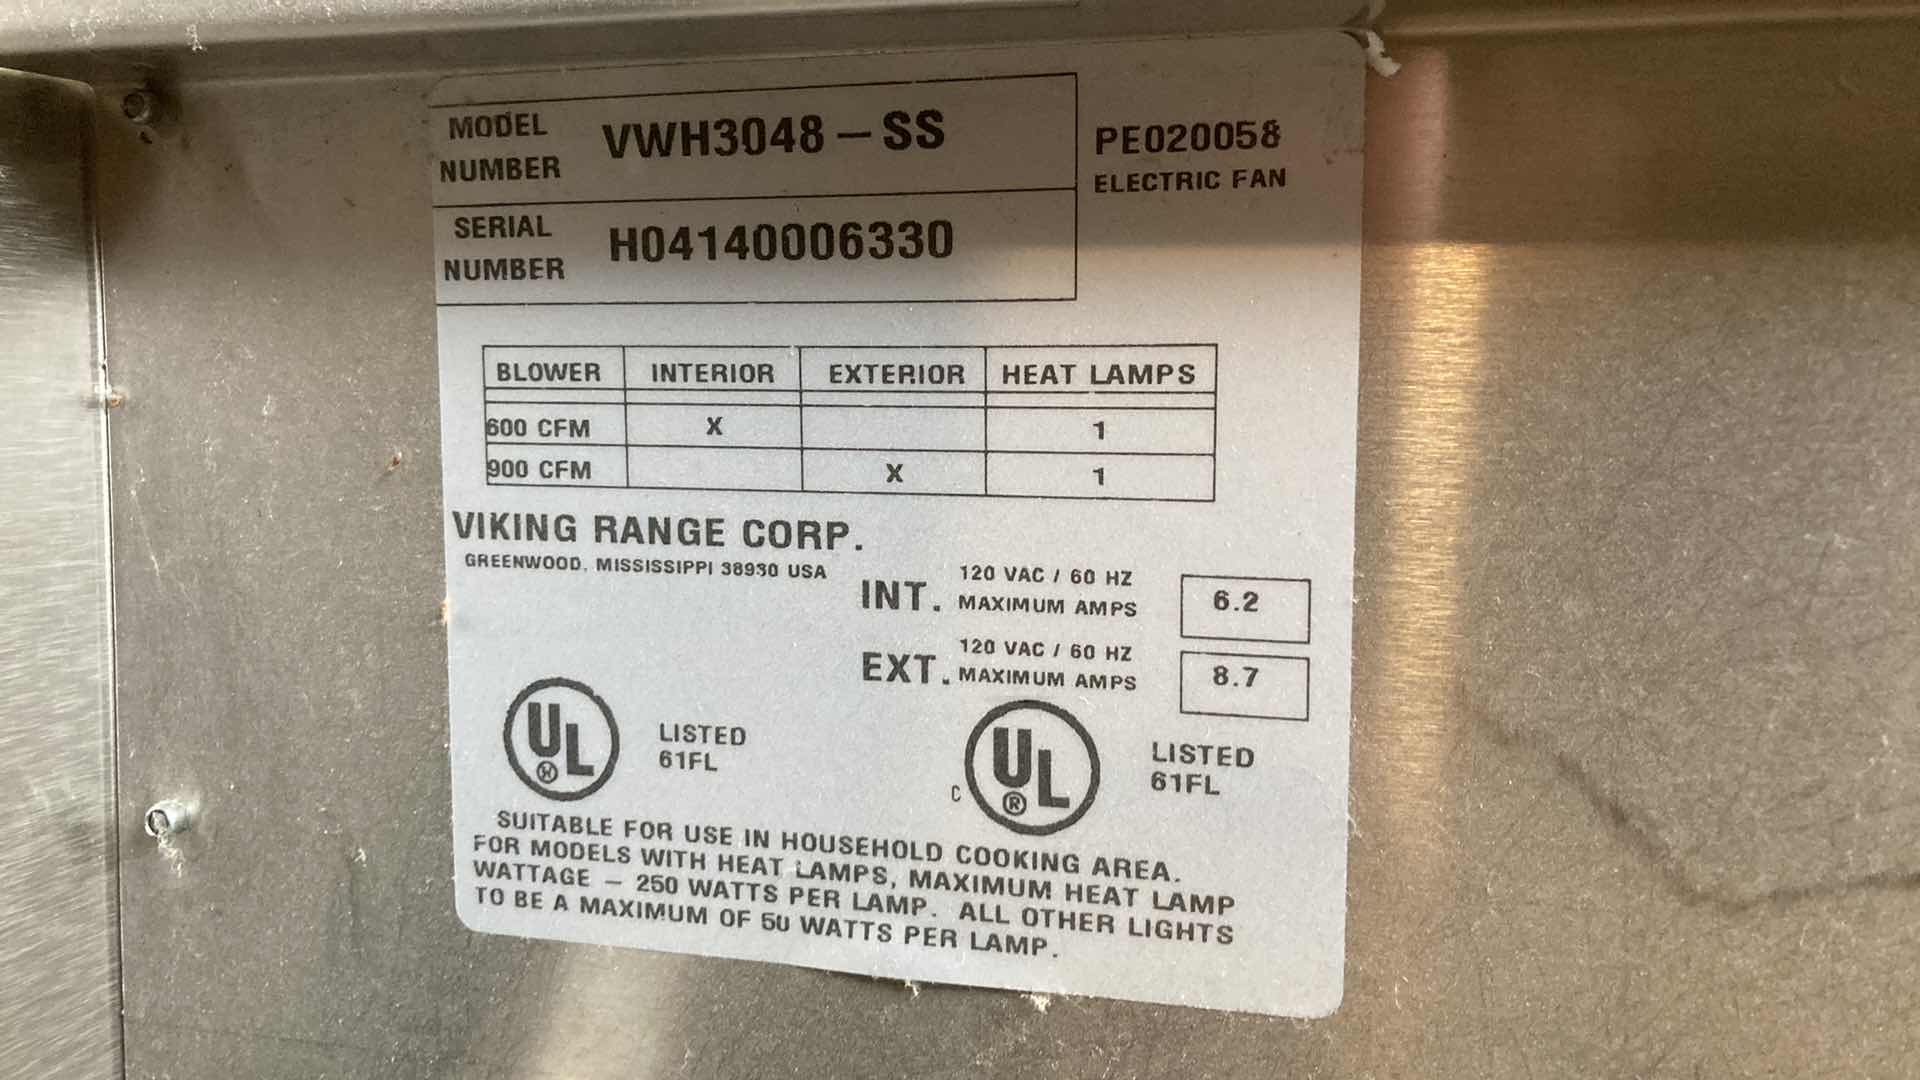 MODEL NUMBER VWH3048 – SS
PE020058
ELECTRIC FAN
SERIAL NUMBER H04140006330
BLOWER INTERIOR EXTERIOR HEAT LAMPS
600 CFM X 1
900 CFM X 1
VIKING RANGE CORP.
GREENWOOD, MISSISSIPPI 38930 USA
INT. 120 VAC / 60 HZ MAXIMUM AMPS 6.2
EXT. 120 VAC / 60 HZ MAXIMUM AMPS 8.7
UL ® LISTED 61FL
C UL ® LISTED 61FL
SUITABLE FOR USE IN HOUSEHOLD COOKING AREA.
FOR MODELS WITH HEAT LAMPS, MAXIMUM HEAT LAMP
WATTAGE – 250 WATTS PER LAMP. ALL OTHER LIGHTS
TO BE A MAXIMUM OF 50 WATTS PER LAMP.